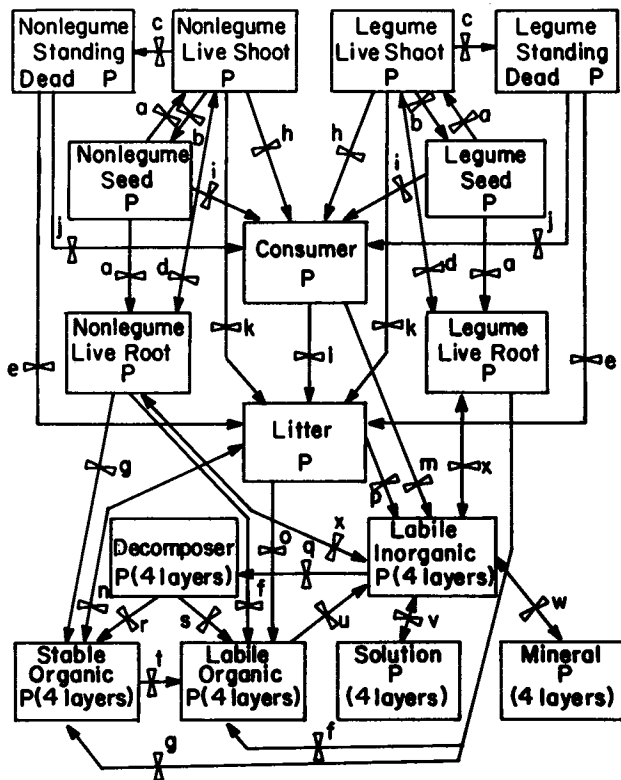 Nonlegume
Standing
Dead P
c
Nonlegume
Live Shoot
P
Legume
Live Shaot
P
c
Legume
Standing
Dead P
a
b
h
h
b
a
Nonlegume
Seed
P
i
i
Legume
Seed
P
j
Consumer
P
j
a
d
d
a
Nonlegume
Live Root
P
k
i
k
Legume
Live Root
P
e
e
Litter
P
g
p
m
x
Decomposer
P (4 layers)
x
o
q
Labile
Inorganic
P (4 layers)
n
r
s
f
u
v
w
Stable
Organic
P (4 layers)
t
Labile
Organic
P (4 layers)
Solution
P
(4 layers)
Mineral
P
(4 layers)
g
f